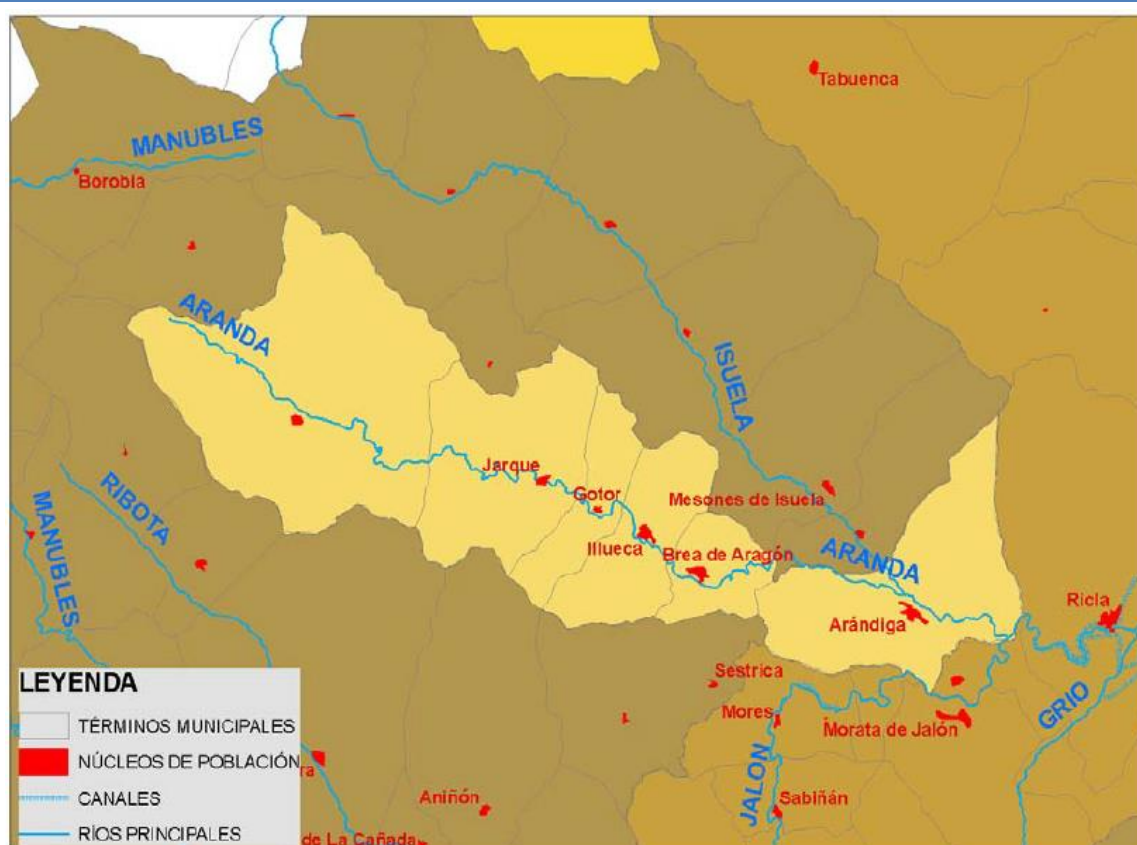 Tabuenca
MANUBLES
Borobia
ARANDA
ISUELA
RIBOTA
MANUBLES
Jarque
Gotor
Mesones de Isuela
Illueca
Brea de Aragón
ARANDA
Arándiga
Ricla
Sestrica
Mores
Morata de Jalón
GRIO
JALON
Sabiñán
Aniñón
ra
de La Cañada
LEYENDA
TÉRMINOS MUNICIPALES
NÚCLEOS DE POBLACIÓN
CANALES
RÍOS PRINCIPALES